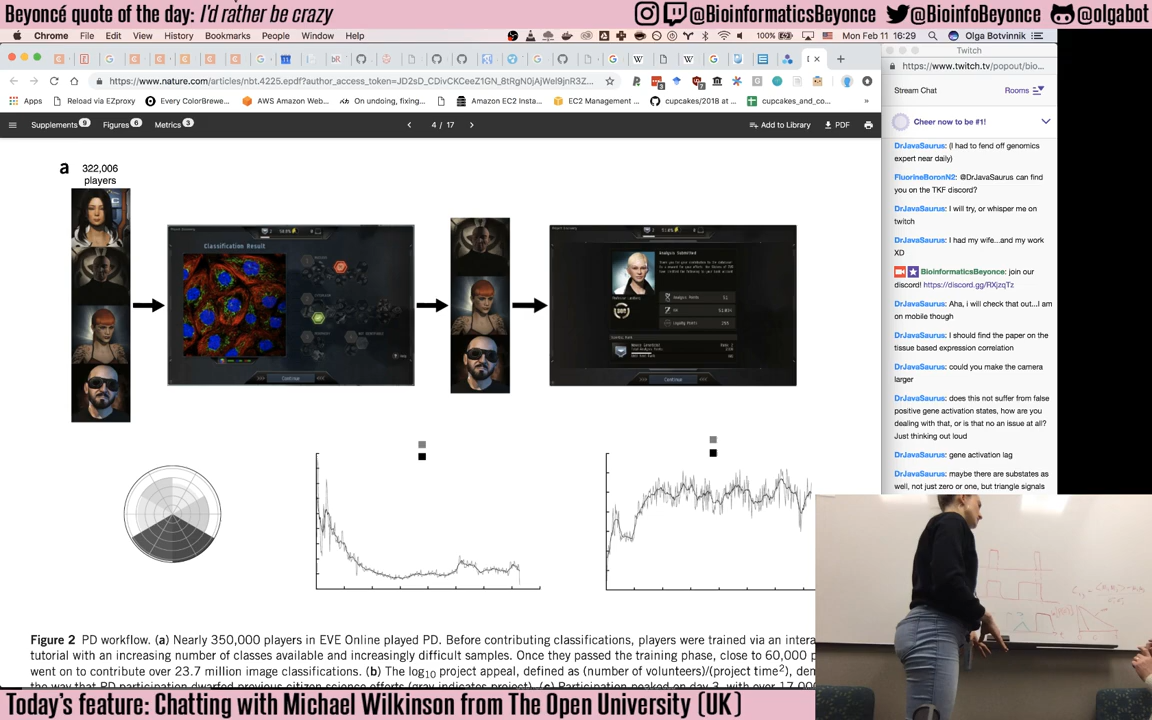 Beyoncé quote of the day: I'd rather be crazy
@BioinformaticsBeyonce @BioinfoBeyonce @olgabot
Chrome File Edit View History Bookmarks People Window Help
100% Mon Feb 11 16:29 Olga Botvinnik
Twitch
https://www.nature.com/articles/nbt.4225.epdf?author_access_token=JD2sD_CDivCKCeeZ1GN_8tRgN0jAjWel9jnR3Z...
https://www.twitch.tv/popout/bio...
Apps Reload via EZproxy Every ColorBrewe... AWS Amazon Web... On undoing, fixing... Amazon EC2 Insta... EC2 Management ... cupcakes/2018 at ... cupcakes_and_co...
Stream Chat Rooms
Supplements 9 Figures 6 Metrics 3 4 / 17 Add to Library PDF
Cheer now to be #1!
a 322,006
players
Classification Result
Continue
Analysis Submitted
Continue
DrJavaSaurus: (I had to fend off genomics
expert near daily)
FluorineBoronN2: @DrJavaSaurus can find
you on the TKF discord?
DrJavaSaurus: I will try, or whisper me on
twitch
DrJavaSaurus: I had my wife...and my work
XD
BioinformaticsBeyonce: join our
discord! https://discord.gg/RXjzqTz
DrJavaSaurus: Aha, i will check that out...I am
on mobile though
DrJavaSaurus: I should find the paper on the
tissue based expression correlation
DrJavaSaurus: could you make the camera
larger
DrJavaSaurus: does this not suffer from false
positive gene activation states, how are you
dealing with that, or is that no an issue at all?
Just thinking out loud
DrJavaSaurus: gene activation lag
DrJavaSaurus: maybe there are substates as
well, not just zero or one, but triangle signals
Figure 2 PD workflow. (a) Nearly 350,000 players in EVE Online played PD. Before contributing classifications, players were trained via an intera
tutorial with an increasing number of classes available and increasingly difficult samples. Once they passed the training phase, close to 60,000 p
went on to contribute over 23.7 million image classifications. (b) The log10 project appeal, defined as (number of volunteers)/(project time2), den
Today's feature: Chatting with Michael Wilkinson from The Open University (UK)